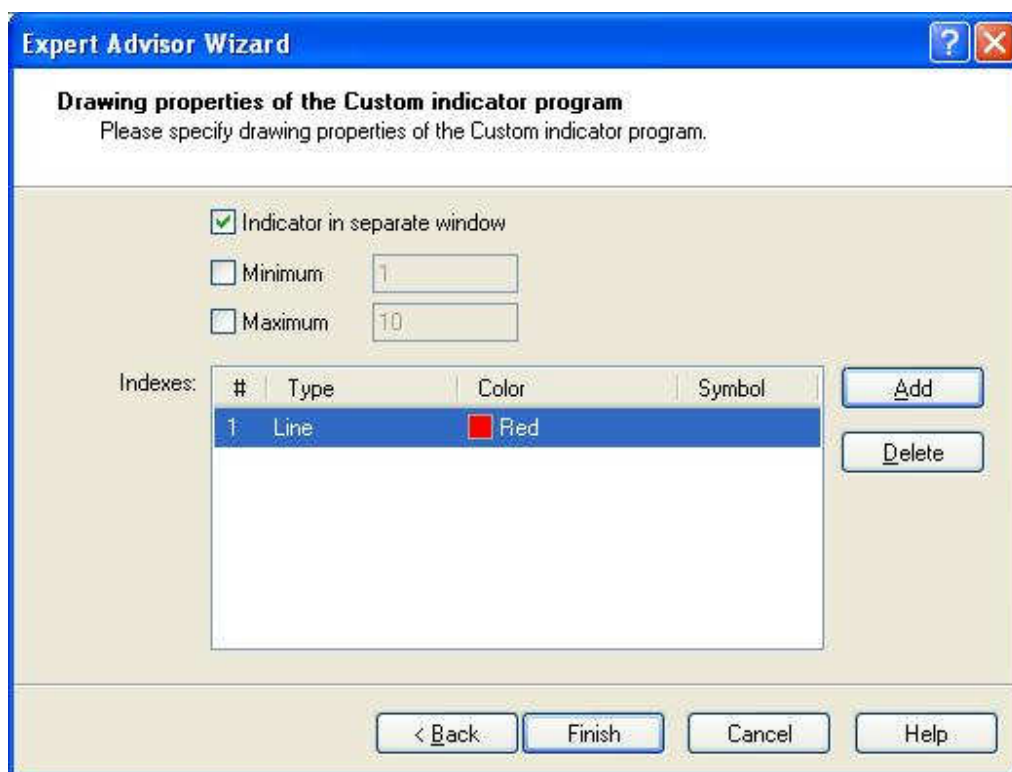 Expert Advisor Wizard
Drawing properties of the Custom indicator program
Please specify drawing properties of the Custom indicator program.
Indicator in separate window
Minimum 1
Maximum 10
Indexes: # Type Color Symbol Add
1 Line Red
Delete
< Back Finish Cancel Help